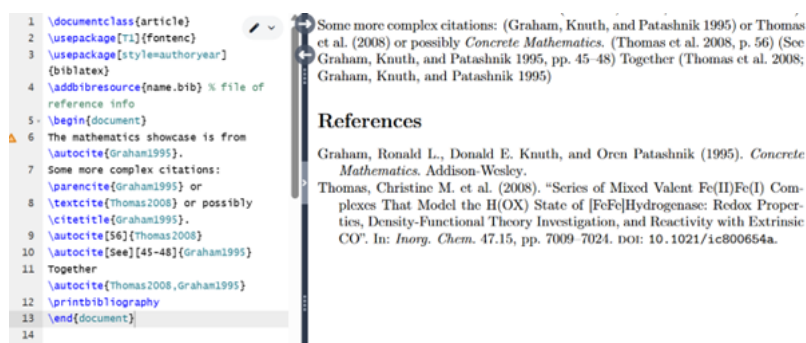 1 \documentclass{article}
2 \usepackage[T1]{fontenc}
3 \usepackage[style=authoryear]
{biblatex}
4 \addbibresource{name.bib} % file of
reference info
5 \begin{document}
6 The mathematics showcase is from
\autocite{Graham1995}.
7 Some more complex citations:
\parencite{Graham1995} or
8 \textcite{Thomas2008} or possibly
\citetitle{Graham1995}.
9 \autocite[56]{Thomas2008}
10 \autocite[See][45-48]{Graham1995}
11 Together
\autocite{Thomas2008,Graham1995}
12 \printbibliography
13 \end{document}
14
Some more complex citations: (Graham, Knuth, and Patashnik 1995) or Thomas
et al. (2008) or possibly Concrete Mathematics. (Thomas et al. 2008, p. 56) (See
Graham, Knuth, and Patashnik 1995, pp. 45–48) Together (Thomas et al. 2008;
Graham, Knuth, and Patashnik 1995)
References
Graham, Ronald L., Donald E. Knuth, and Oren Patashnik (1995). Concrete
Mathematics. Addison-Wesley.
Thomas, Christine M. et al. (2008). “Series of Mixed Valent Fe(II)Fe(I) Com-
plexes That Model the H(OX) State of [FeFe]Hydrogenase: Redox Proper-
ties, Density-Functional Theory Investigation, and Reactivity with Extrinsic
CO”. In: Inorg. Chem. 47.15, pp. 7009–7024. DOI: 10.1021/ic800654a.